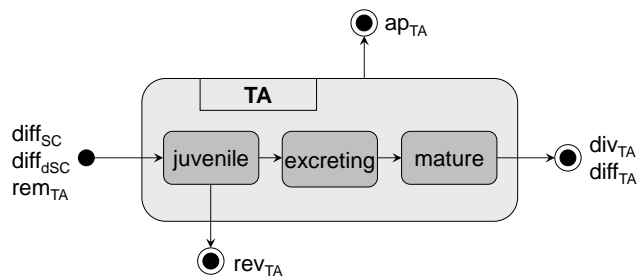 ap_TA
TA
diff_SC
diff_dSC
rem_TA
juvenile
excreting
mature
div_TA
diff_TA
rev_TA